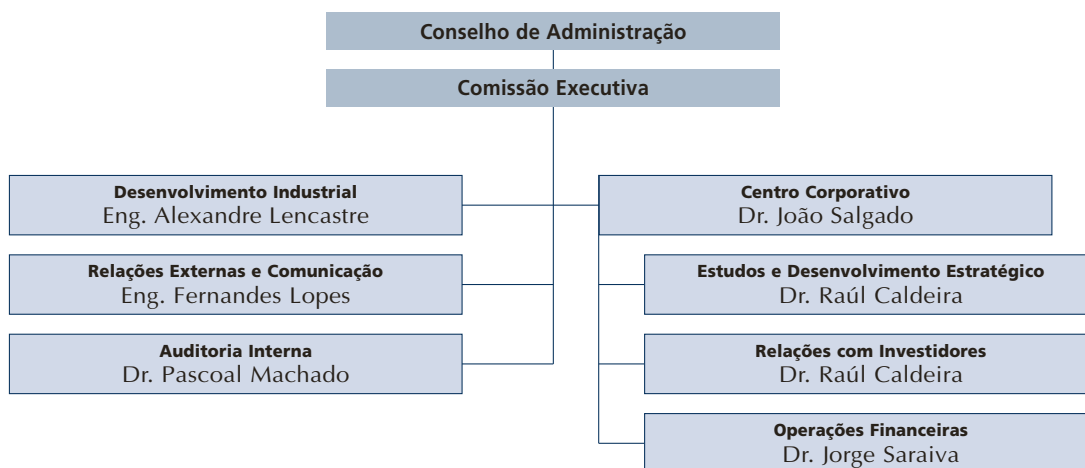 Conselho de Administração
Comissão Executiva
Desenvolvimento Industrial
Eng. Alexandre Lencastre
Centro Corporativo
Dr. João Salgado
Relações Externas e Comunicação
Eng. Fernandes Lopes
Estudos e Desenvolvimento Estratégico
Dr. Raúl Caldeira
Auditoria Interna
Dr. Pascoal Machado
Relações com Investidores
Dr. Raúl Caldeira
Operações Financeiras
Dr. Jorge Saraiva